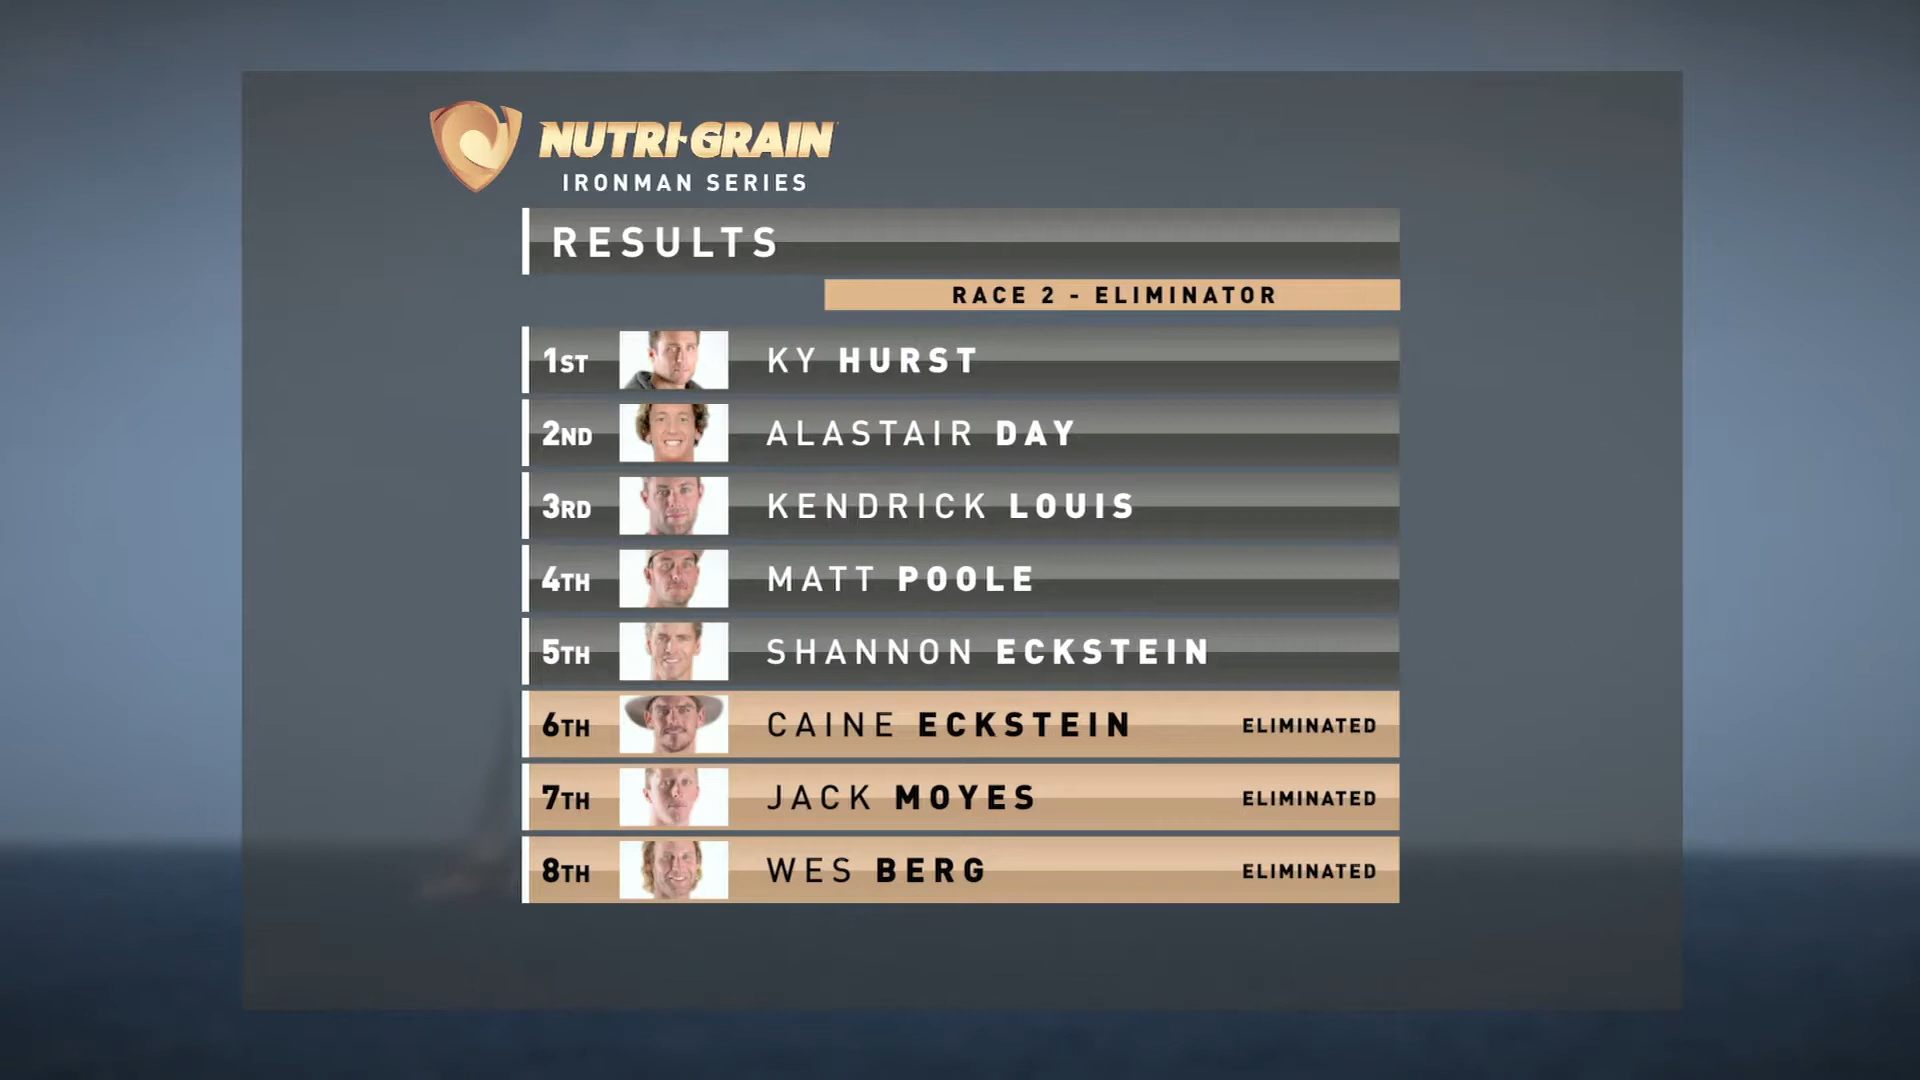 NUTRI-GRAIN
IRONMAN SERIES
RESULTS
RACE 2 - ELIMINATOR
1ST KY HURST
2ND ALASTAIR DAY
3RD KENDRICK LOUIS
4TH MATT POOLE
5TH SHANNON ECKSTEIN
6TH CAINE ECKSTEIN ELIMINATED
7TH JACK MOYES ELIMINATED
8TH WES BERG ELIMINATED